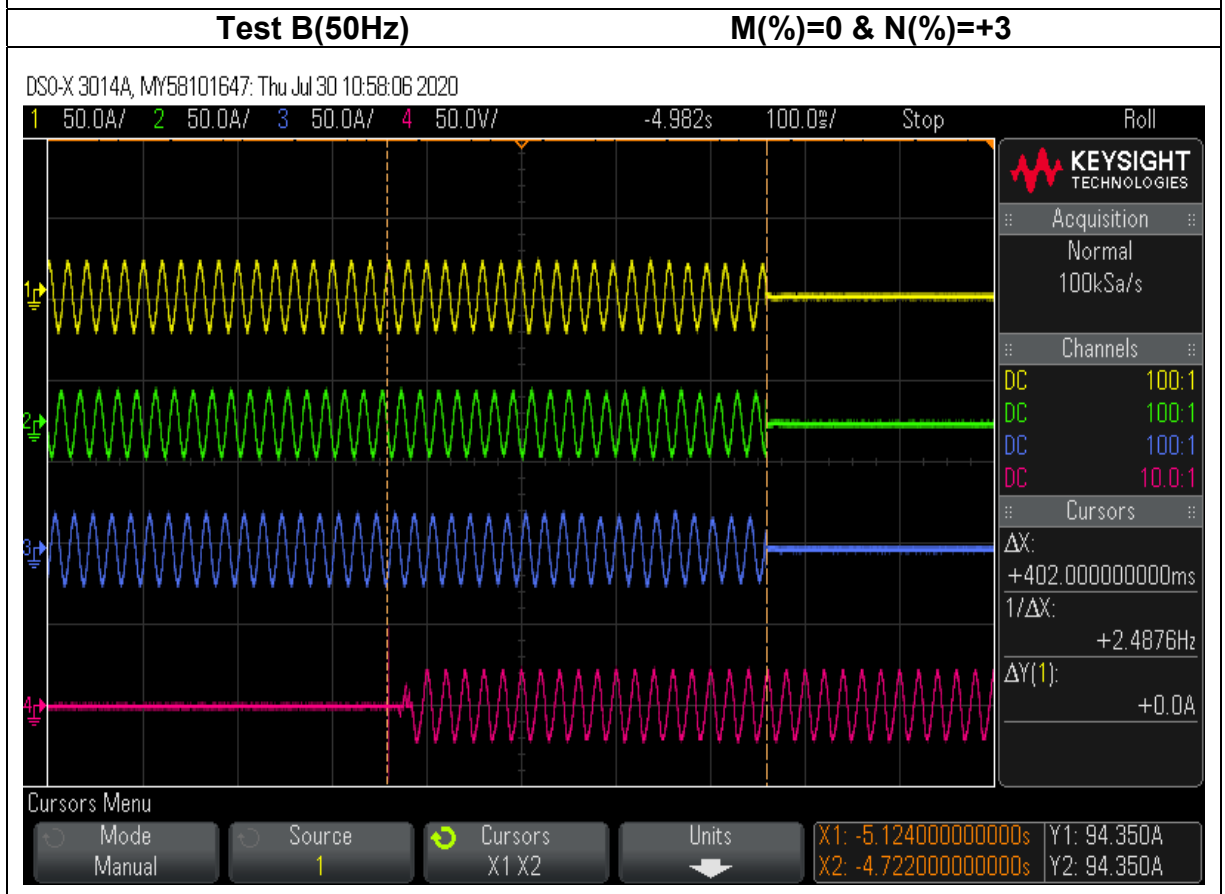 Test B(50Hz) M(%)=0 & N(%)=+3
DSO-X 3014A, MY58101647: Thu Jul 30 10:58:06 2020
1 50.0A/ 2 50.0A/ 3 50.0A/ 4 50.0V/ -4.982s 100.0ms/ Stop Roll
KEYSIGHT
TECHNOLOGIES
Acquisition
Normal
100kSa/s
Channels
DC 100:1
DC 100:1
DC 100:1
DC 10.0:1
Cursors
ΔX:
+402.000000000ms
1/ΔX:
+2.4876Hz
ΔY(1):
+0.0A
1
2
3
4
Cursors Menu
Mode Source Cursors Units
Manual 1 X1 X2
X1: -5.124000000000s Y1: 94.350A
X2: -4.722000000000s Y2: 94.350A